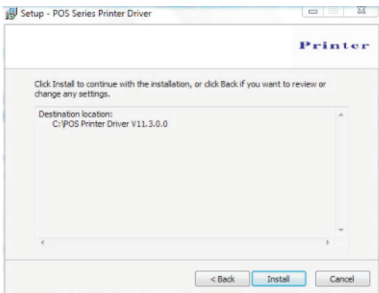 Setup - POS Series Printer Driver
Printer
Click Install to continue with the installation, or click Back if you want to review or
change any settings.
Destination location:
C:\POS Printer Driver V11.3.0.0
< Back Install Cancel